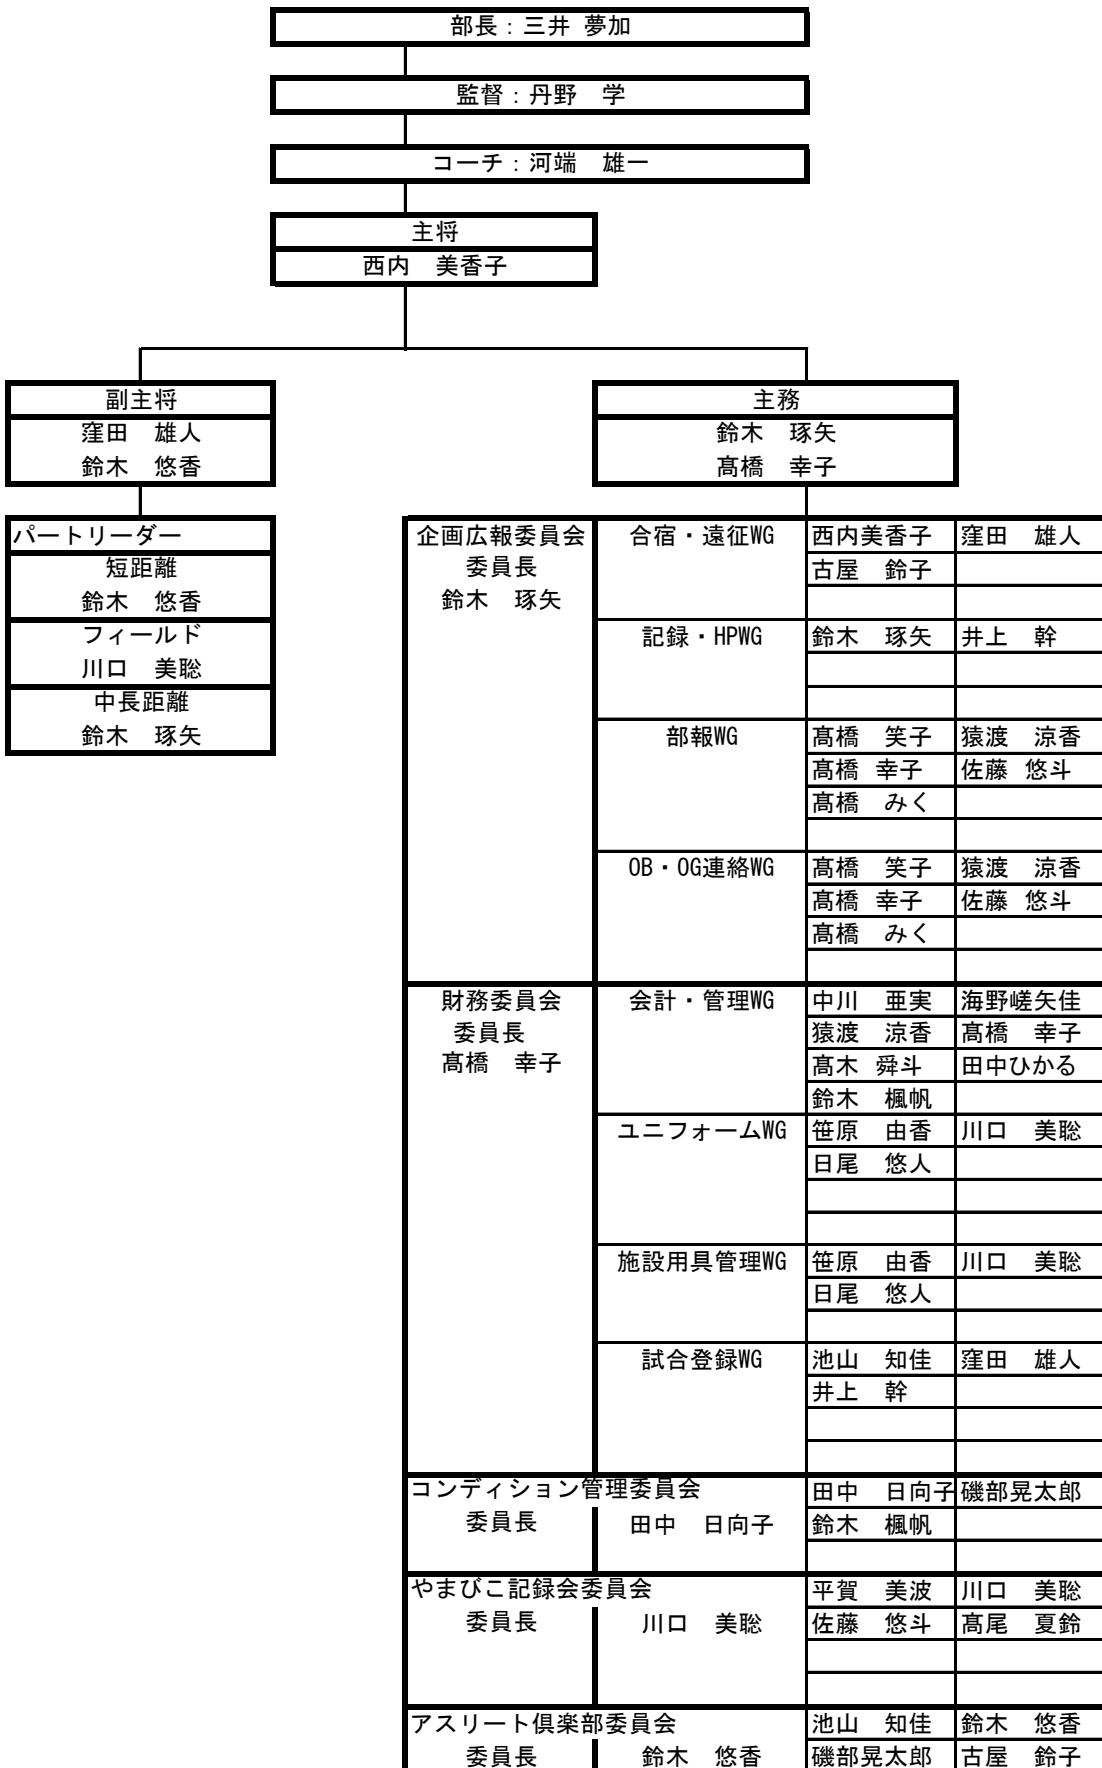 部長：三井 夢加
監督：丹野　学
コーチ：河端　雄一
主将
西内　美香子
副主将
窪田　雄人
鈴木　悠香
主務
鈴木　琢矢
髙橋　幸子
パートリーダー
短距離
鈴木　悠香
フィールド
川口　美聡
中長距離
鈴木　琢矢
企画広報委員会 合宿・遠征WG 西内美香子 窪田　雄人
委員長 古屋　鈴子
鈴木　琢矢
記録・HPWG 鈴木　琢矢 井上　幹
部報WG 髙橋　笑子 猿渡　涼香
髙橋 幸子 佐藤 悠斗
髙橋　みく
OB・OG連絡WG 髙橋　笑子 猿渡　涼香
髙橋 幸子 佐藤 悠斗
髙橋　みく
財務委員会 会計・管理WG 中川　亜実 海野嵯矢佳
委員長 猿渡　涼香 髙橋　幸子
髙橋　幸子 髙木 舜斗 田中ひかる
鈴木　楓帆
ユニフォームWG 笹原　由香 川口　美聡
日尾　悠人
施設用具管理WG 笹原　由香 川口　美聡
日尾　悠人
試合登録WG 池山　知佳 窪田　雄人
井上　幹
コンディション管理委員会 田中　日向子 磯部晃太郎
委員長 田中　日向子 鈴木　楓帆
やまびこ記録会委員会 平賀　美波 川口　美聡
委員長 川口　美聡 佐藤　悠斗 髙尾　夏鈴
アスリート倶楽部委員会 池山　知佳 鈴木　悠香
委員長 鈴木　悠香 磯部晃太郎 古屋　鈴子